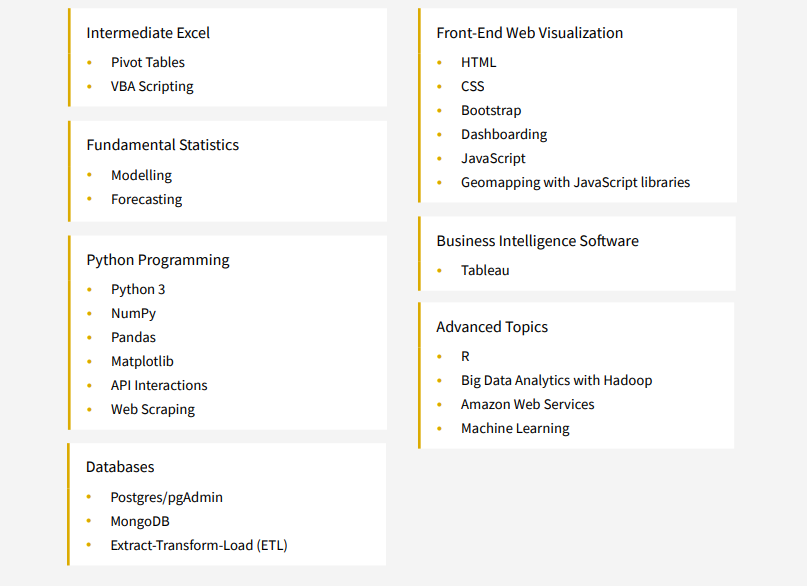 Intermediate Excel
• Pivot Tables
• VBA Scripting
Fundamental Statistics
• Modelling
• Forecasting
Python Programming
• Python 3
• NumPy
• Pandas
• Matplotlib
• API Interactions
• Web Scraping
Databases
• Postgres/pgAdmin
• MongoDB
• Extract-Transform-Load (ETL)
Front-End Web Visualization
• HTML
• CSS
• Bootstrap
• Dashboarding
• JavaScript
• Geomapping with JavaScript libraries
Business Intelligence Software
• Tableau
Advanced Topics
• R
• Big Data Analytics with Hadoop
• Amazon Web Services
• Machine Learning